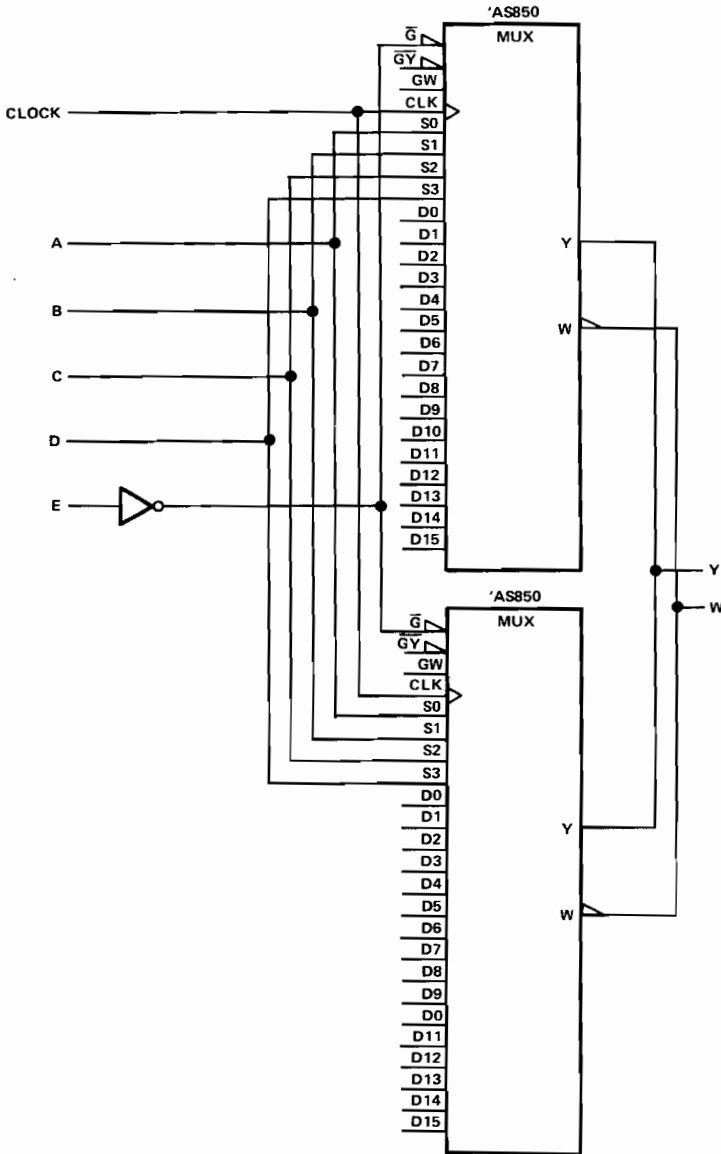 'AS850
MUX
G̅
G̅Y̅
GW
CLK
S0
S1
S2
S3
D0
D1
D2
D3
D4
D5
D6
D7
D8
D9
D10
D11
D12
D13
D14
D15
Y
W
CLOCK
A
B
C
D
E
Y
W
'AS850
MUX
G̅
G̅Y̅
GW
CLK
S0
S1
S2
S3
D0
D1
D2
D3
D4
D5
D6
D7
D8
D9
D0
D11
D12
D13
D14
D15
Y
W